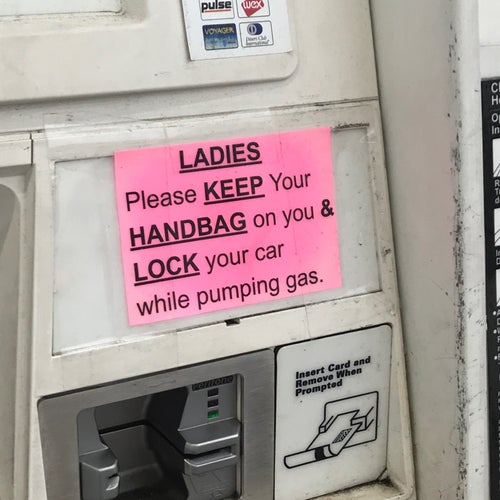 pulse
wex
VOYAGER
Diners Club
International
LADIES
Please KEEP Your
HANDBAG on you &
LOCK your car
while pumping gas.
verifone
Insert Card and
Remove When
Prompted